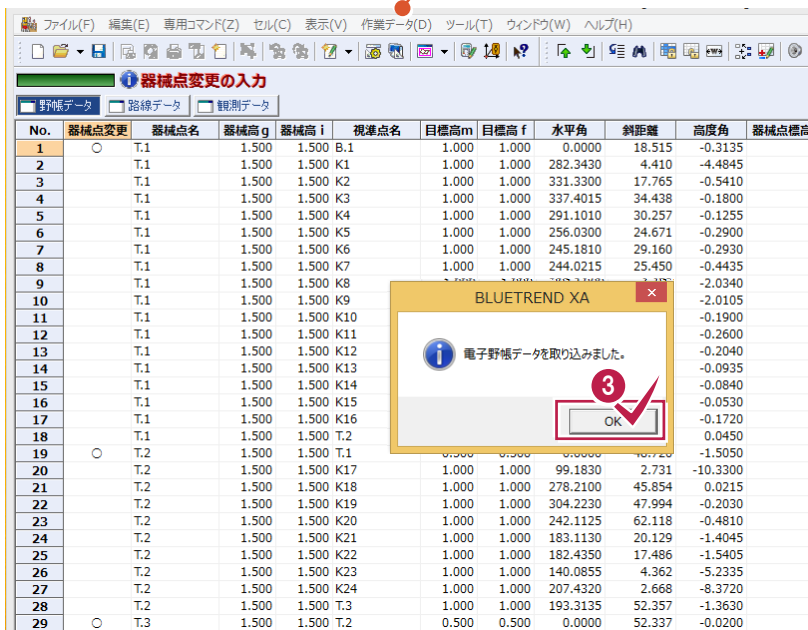 ファイル(F) 編集(E) 専用コマンド(Z) セル(C) 表示(V) 作業データ(D) ツール(T) ウィンドウ(W) ヘルプ(H)
器械点変更の入力
野帳データ 路線データ 観測データ
No. 器械点変更 器械点名 器械高g 器械高i 視準点名 目標高m 目標高f 水平角 斜距離 高度角 器械点標高
1 ○ T.1 1.500 1.500 B.1 1.000 1.000 0.0000 18.515 -0.3135
2 T.1 1.500 1.500 K1 1.000 1.000 282.3430 4.410 -4.4845
3 T.1 1.500 1.500 K2 1.000 1.000 331.3300 17.765 -0.5410
4 T.1 1.500 1.500 K3 1.000 1.000 337.4015 34.438 -0.1800
5 T.1 1.500 1.500 K4 1.000 1.000 291.1010 30.257 -0.1255
6 T.1 1.500 1.500 K5 1.000 1.000 256.0300 24.671 -0.2900
7 T.1 1.500 1.500 K6 1.000 1.000 245.1810 29.160 -0.2930
8 T.1 1.500 1.500 K7 1.000 1.000 244.0215 25.450 -0.4435
9 T.1 1.500 1.500 K8 -2.0340
10 T.1 1.500 1.500 K9 -2.0105
11 T.1 1.500 1.500 K10 -0.1900
12 T.1 1.500 1.500 K11 -0.2600
13 T.1 1.500 1.500 K12 -0.2040
14 T.1 1.500 1.500 K13 -0.0935
15 T.1 1.500 1.500 K14 -0.0840
16 T.1 1.500 1.500 K15 -0.0530
17 T.1 1.500 1.500 K16 -0.1720
18 T.1 1.500 1.500 T.2 0.0450
19 ○ T.2 1.500 1.500 T.1 -1.5050
20 T.2 1.500 1.500 K17 1.000 1.000 99.1830 2.731 -10.3300
21 T.2 1.500 1.500 K18 1.000 1.000 278.2100 45.854 0.0215
22 T.2 1.500 1.500 K19 1.000 1.000 304.2230 47.994 -0.2030
23 T.2 1.500 1.500 K20 1.000 1.000 242.1125 62.118 -0.4810
24 T.2 1.500 1.500 K21 1.000 1.000 183.1130 20.129 -1.4045
25 T.2 1.500 1.500 K22 1.000 1.000 182.4350 17.486 -1.5405
26 T.2 1.500 1.500 K23 1.000 1.000 140.0855 4.362 -5.2335
27 T.2 1.500 1.500 K24 1.000 1.000 207.4320 2.668 -8.3720
28 T.2 1.500 1.500 T.3 1.000 1.000 193.3135 52.357 -1.3630
29 ○ T.3 1.500 1.500 T.2 0.500 0.500 0.0000 52.337 -0.0200
BLUETREND XA
電子野帳データを取り込みました。
3
OK